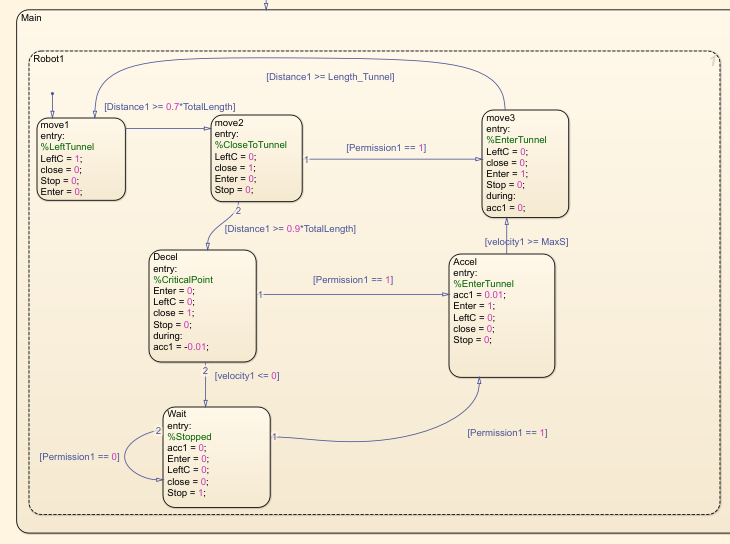 Main
Robot1
1
[Distance1 >= Length_Tunnel]
[Distance1 >= 0.7*TotalLength]
move1
entry:
%LeftTunnel
LeftC = 1;
close = 0;
Stop = 0;
Enter = 0;
move2
entry:
%CloseToTunnel
LeftC = 0;
close = 1;
Enter = 0;
Stop = 0;
1
2
[Permission1 == 1]
move3
entry:
%EnterTunnel
LeftC = 0;
close = 0;
Enter = 1;
Stop = 0;
during:
acc1 = 0;
[Distance1 >= 0.9*TotalLength]
[velocity1 >= MaxS]
Decel
entry:
%CriticalPoint
Enter = 0;
LeftC = 0;
close = 1;
Stop = 0;
during:
acc1 = -0.01;
1
2
[Permission1 == 1]
Accel
entry:
%EnterTunnel
acc1 = 0.01;
Enter = 1;
LeftC = 0;
close = 0;
Stop = 0;
[velocity1 <= 0]
Wait
entry:
%Stopped
acc1 = 0;
Enter = 0;
LeftC = 0;
close = 0;
Stop = 1;
2
1
[Permission1 == 0]
[Permission1 == 1]